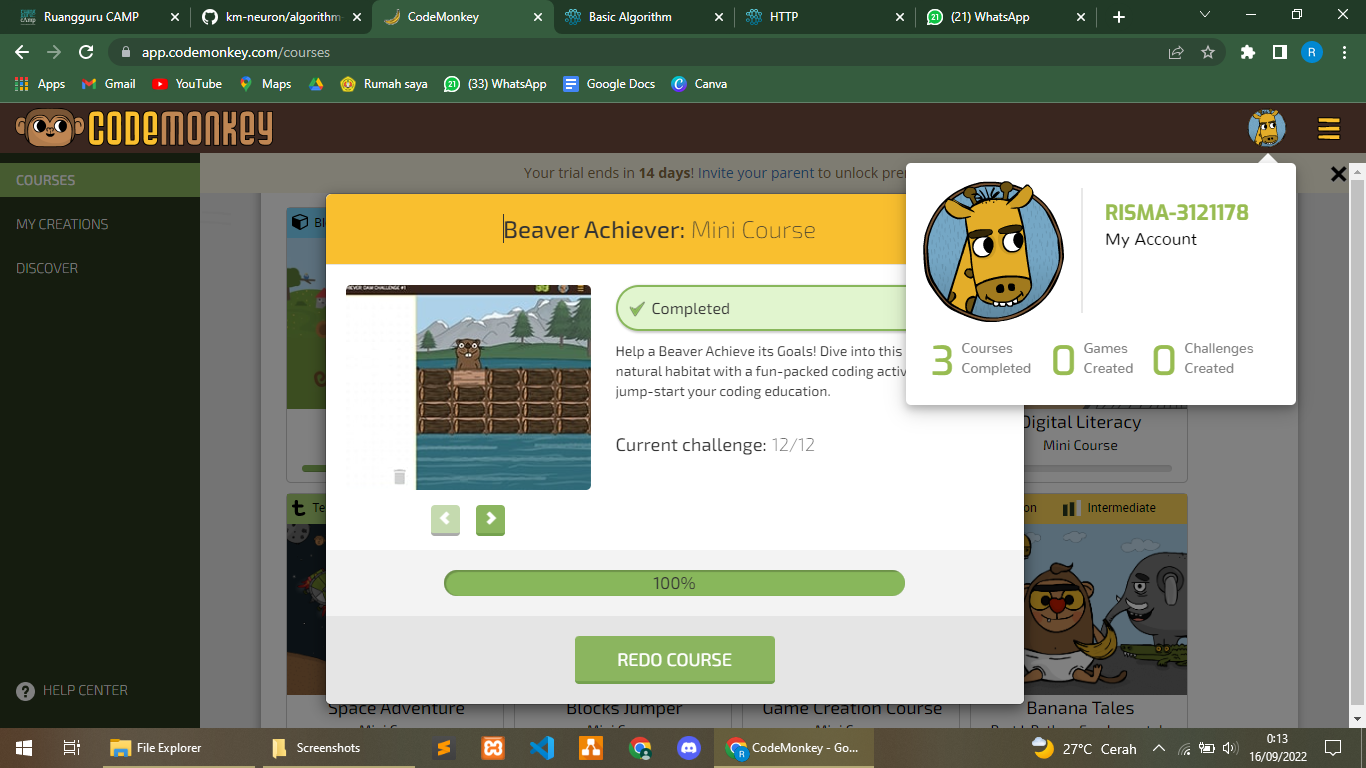 Ruangguru CAMP
km-neuron/algorithm-
CodeMonkey
Basic Algorithm
HTTP
(21) WhatsApp
app.codemonkey.com/courses
R
Apps
Gmail
YouTube
Maps
Rumah saya
21
(33) WhatsApp
Google Docs
Canva
CODEMONKEY
COURSES
MY CREATIONS
DISCOVER
HELP CENTER
Your trial ends in 14 days! Invite your parent to unlock pre
Beaver Achiever: Mini Course
BEAVER DAM CHALLENGE #1
Completed
Help a Beaver Achieve its Goals! Dive into this
natural habitat with a fun-packed coding activ
jump-start your coding education.
Current challenge: 12/12
100%
REDO COURSE
RISMA-3121178
My Account
3 Courses Completed
0 Games Created
0 Challenges Created
Digital Literacy
Mini Course
Intermediate
Space Adventure
Blocks Jumper
Game Creation Course
Banana Tales
File Explorer
Screenshots
CodeMonkey - Go...
27°C Cerah
0:13
16/09/2022